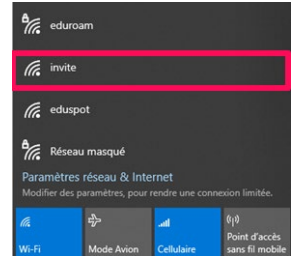 eduroam
invite
eduspot
Réseau masqué
Paramètres réseau & Internet
Modifier des paramètres, pour rendre une connexion limitée.
Wi-Fi
Mode Avion
Cellulaire
Point d'accès
sans fil mobile